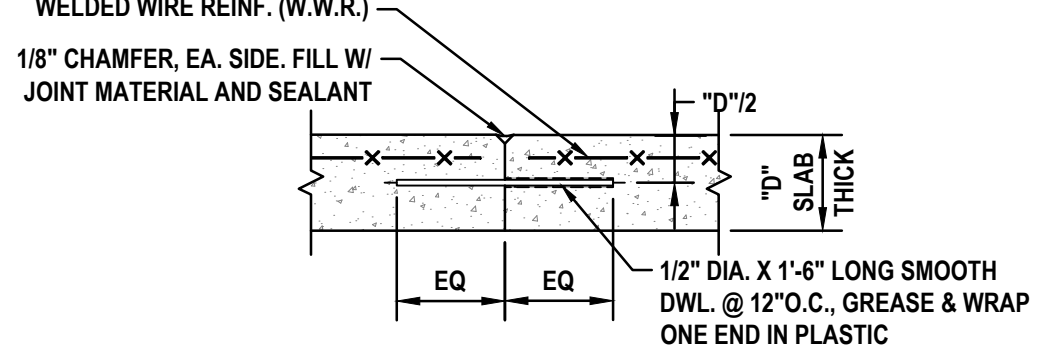 WELDED WIRE REINF. (W.W.R.)
1/8" CHAMFER, EA. SIDE. FILL W/
JOINT MATERIAL AND SEALANT
"D"/2
"D"
SLAB
THICK
EQ
EQ
1/2" DIA. X 1'-6" LONG SMOOTH
DWL. @ 12"O.C., GREASE & WRAP
ONE END IN PLASTIC